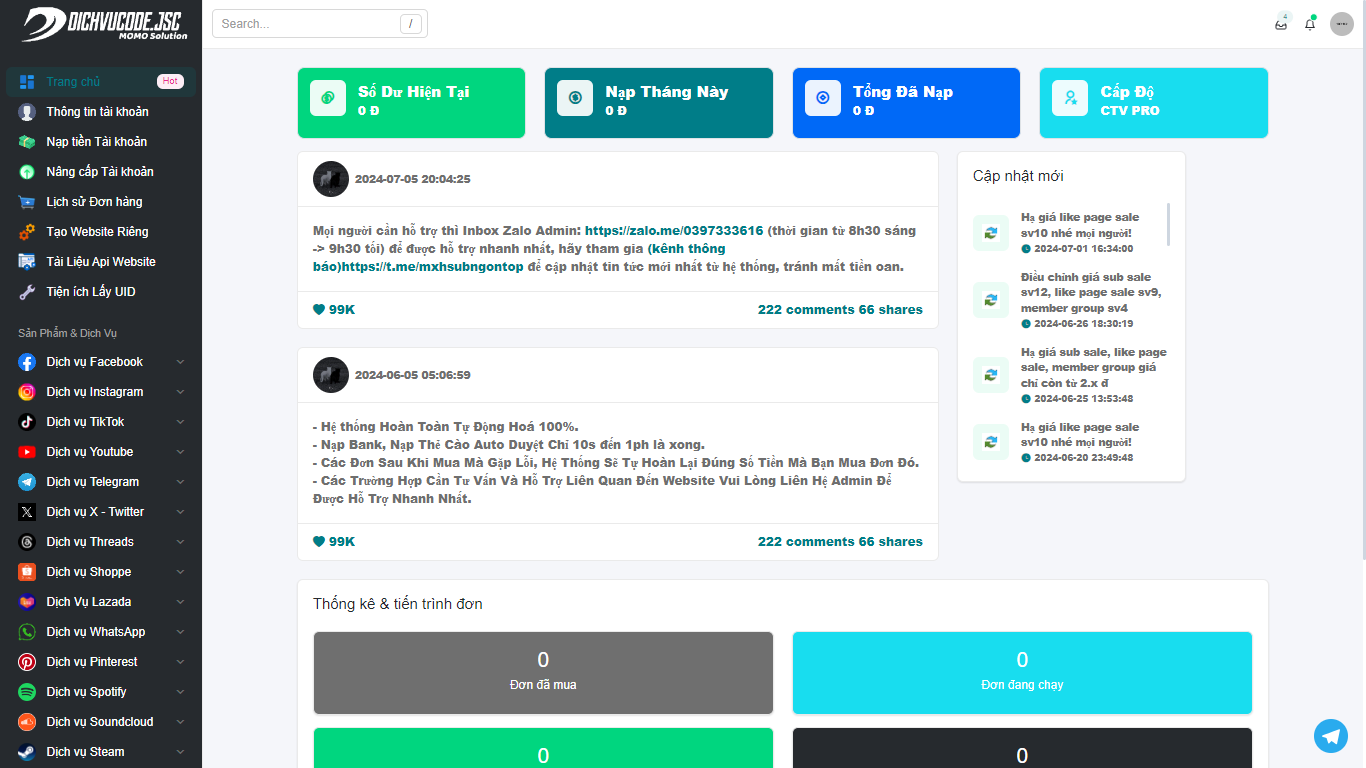 DICHVUCODE.JSC
MOMO Solution
Search...
/
4
Trang chủ
Hot
Thông tin tài khoản
Nạp tiền Tài khoản
Nâng cấp Tài khoản
Lịch sử Đơn hàng
Tạo Website Riêng
Tài Liệu Api Website
Tiện ích Lấy UID
Sản Phẩm & Dịch Vụ
Dịch vụ Facebook
Dịch vụ Instagram
Dịch vụ TikTok
Dịch vụ Youtube
Dịch vụ Telegram
Dịch vụ X - Twitter
Dịch vụ Threads
Dịch vụ Shoppe
Dịch Vụ Lazada
Dịch vụ WhatsApp
Dịch vụ Pinterest
Dịch vụ Spotify
Dịch vụ Soundcloud
Dịch vụ Steam
Số Dư Hiện Tại
0 Đ
Nạp Tháng Này
0 Đ
Tổng Đã Nạp
0 Đ
Cấp Độ
CTV PRO
2024-07-05 20:04:25
Mọi người cần hỗ trợ thì Inbox Zalo Admin: https://zalo.me/0397333616 (thời gian từ 8h30 sáng
-> 9h30 tối) để được hỗ trợ nhanh nhất, hãy tham gia (kênh thông
báo)https://t.me/mxhsubngontop để cập nhật tin tức mới nhất từ hệ thống, tránh mất tiền oan.
99K
222 comments 66 shares
2024-06-05 05:06:59
- Hệ thống Hoàn Toàn Tự Động Hoá 100%.
- Nạp Bank, Nạp Thẻ Cào Auto Duyệt Chỉ 10s đến 1ph là xong.
- Các Đơn Sau Khi Mua Mà Gặp Lỗi, Hệ Thống Sẽ Tự Hoàn Lại Đúng Số Tiền Mà Bạn Mua Đơn Đó.
- Các Trường Hợp Cần Tư Vấn Và Hỗ Trợ Liên Quan Đến Website Vui Lòng Liên Hệ Admin Để
Được Hỗ Trợ Nhanh Nhất.
99K
222 comments 66 shares
Cập nhật mới
Hạ giá like page sale
sv10 nhé mọi người!
2024-07-01 16:34:00
Điều chỉnh giá sub sale
sv12, like page sale sv9,
member group sv4
2024-06-26 18:30:19
Hạ giá sub sale, like page
sale, member group giá
chỉ còn từ 2.x đ
2024-06-25 13:53:48
Hạ giá like page sale
sv10 nhé mọi người!
2024-06-20 23:49:48
Thống kê & tiến trình đơn
0
Đơn đã mua
0
Đơn đang chạy
0
0